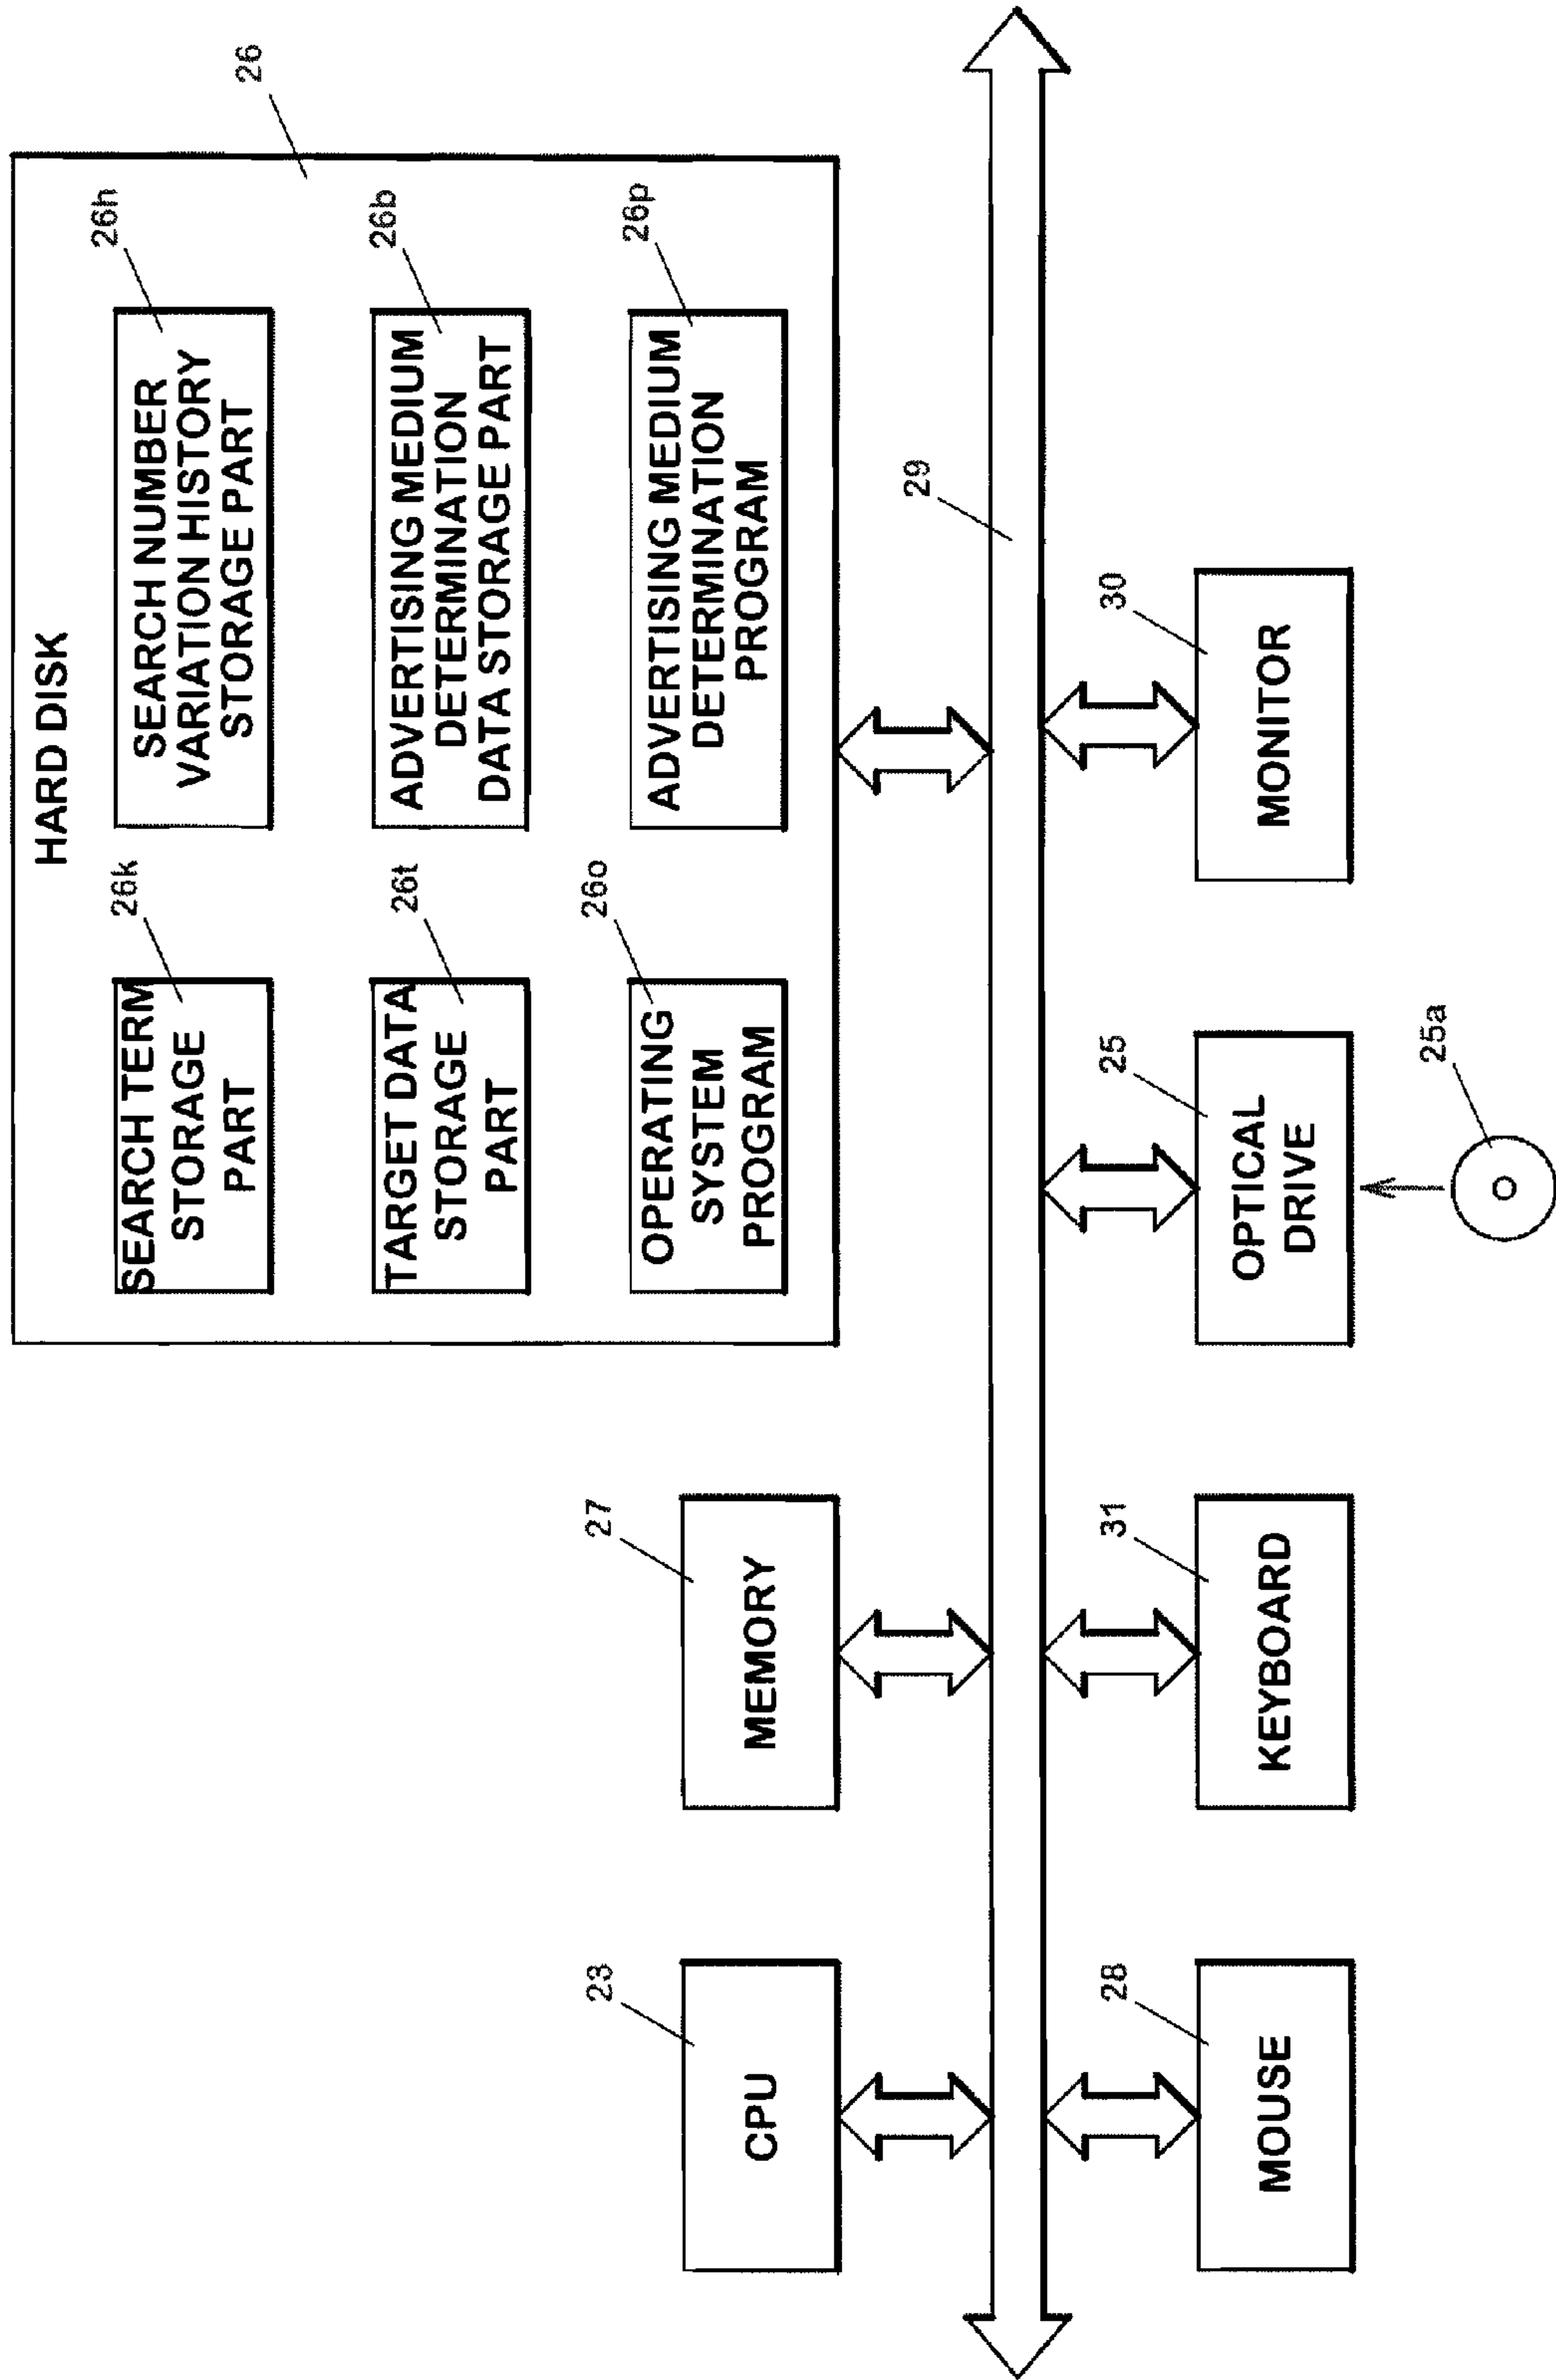 HARD DISK
26
26k
SEARCH TERM
STORAGE
PART
26h
SEARCH NUMBER
VARIATION HISTORY
STORAGE PART
26t
TARGET DATA
STORAGE
PART
26b
ADVERTISING MEDIUM
DETERMINATION
DATA STORAGE PART
26o
OPERATING
SYSTEM
PROGRAM
26p
ADVERTISING MEDIUM
DETERMINATION
PROGRAM
23
CPU
27
MEMORY
29
28
MOUSE
31
KEYBOARD
25
OPTICAL
DRIVE
30
MONITOR
25a